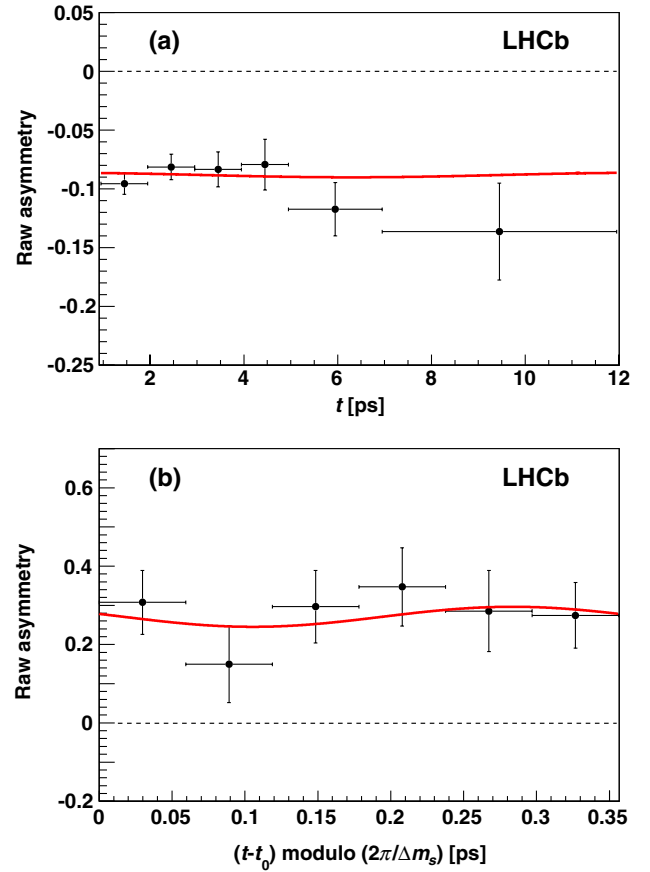 (a)
LHCb
Raw asymmetry
0.05
0
-0.05
-0.1
-0.15
-0.2
-0.25
2 4 6 8 10 12
t [ps]
(b)
LHCb
Raw asymmetry
0.6
0.4
0.2
0
-0.2
0 0.05 0.1 0.15 0.2 0.25 0.3 0.35
(t-t₀) modulo (2π/Δmₛ) [ps]